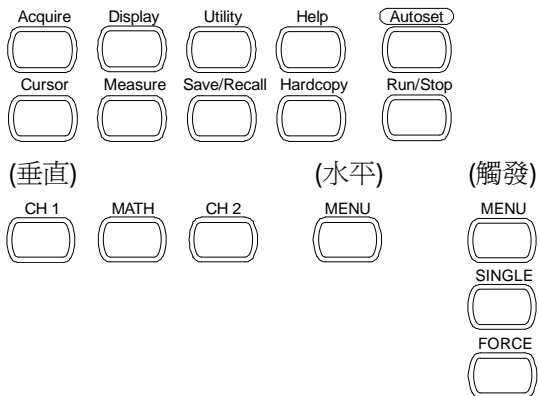 Acquire Display Utility Help Autoset
Cursor Measure Save/Recall Hardcopy Run/Stop
(垂直) (水平) (觸發)
CH 1 MATH CH 2 MENU MENU
SINGLE
FORCE